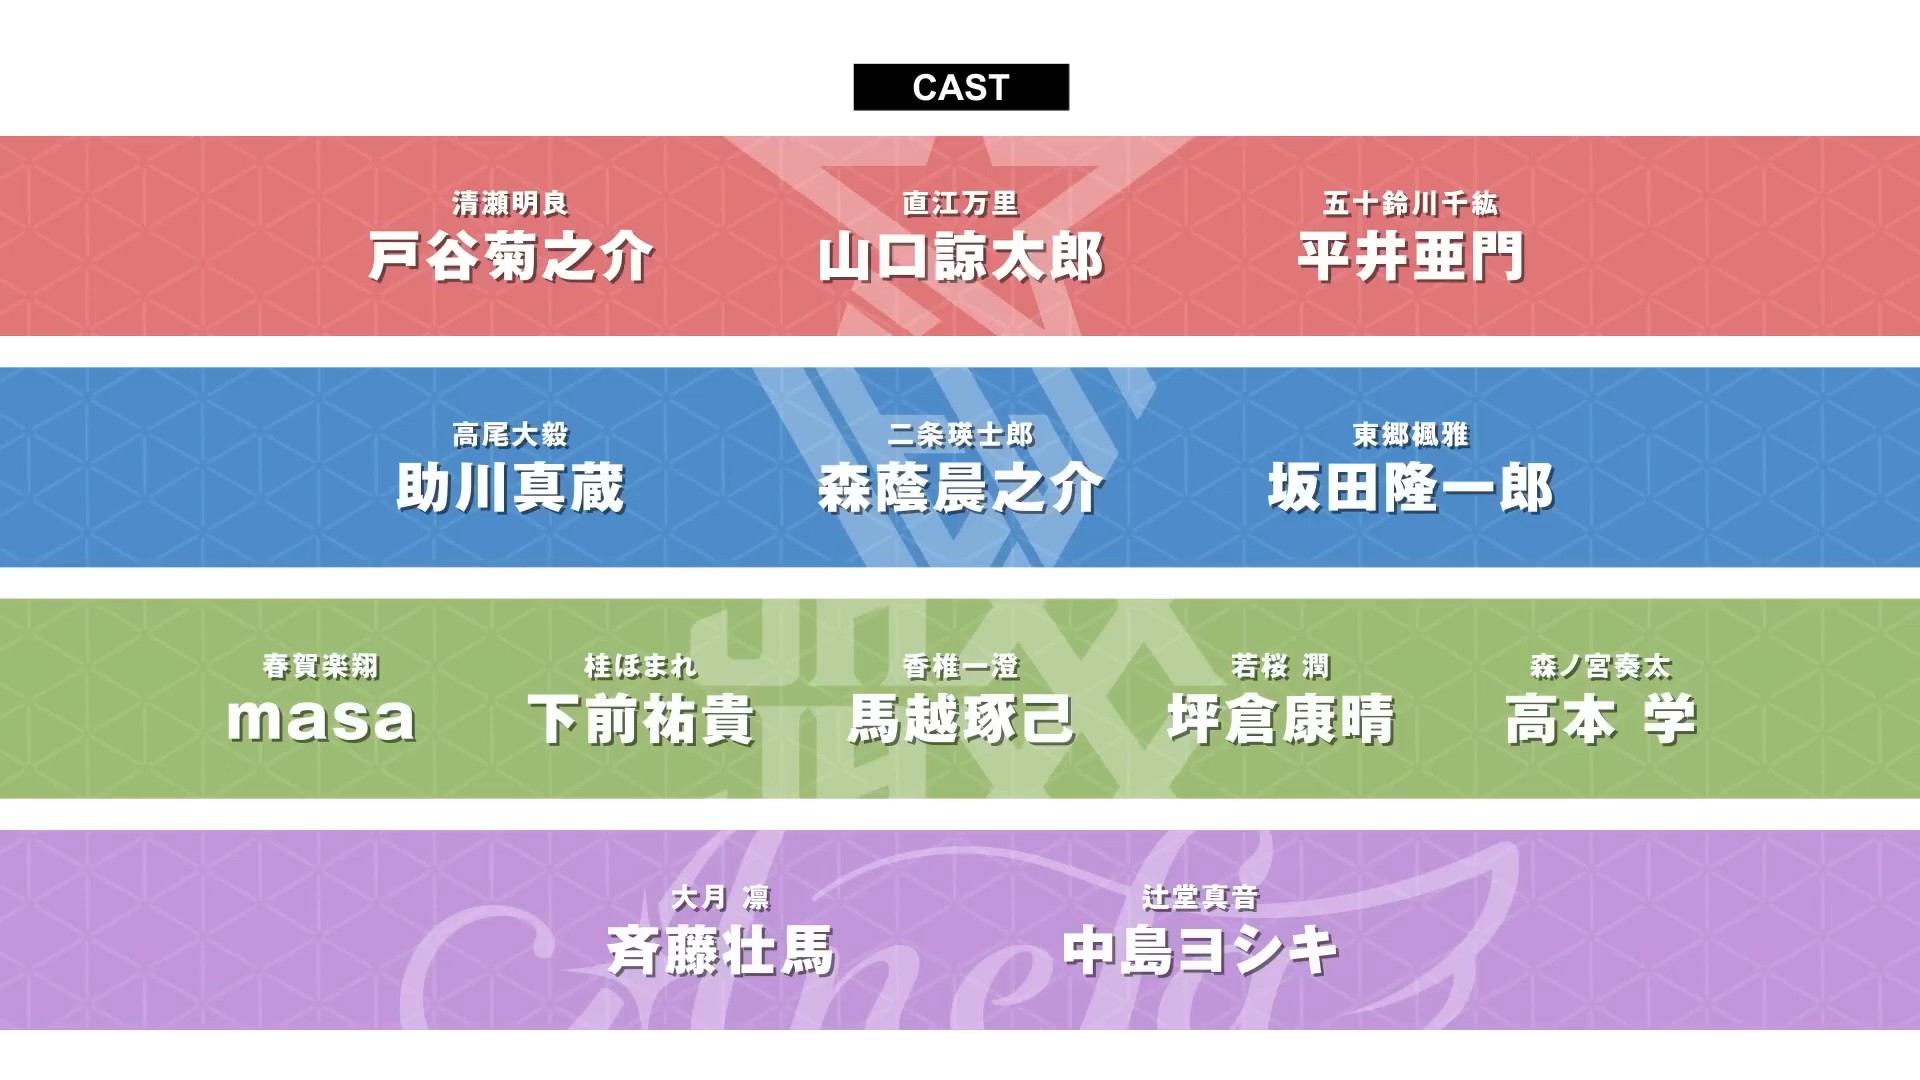 CAST
清瀬明良
戸谷菊之介
直江万里
山口諒太郎
五十鈴川千紘
平井亜門
高尾大毅
助川真蔵
二条瑛士郎
森蔭晨之介
東郷楓雅
坂田隆一郎
春賀楽翔
masa
桂ほまれ
下前祐貴
香椎一澄
馬越琢己
若桜 潤
坪倉康晴
森ノ宮奏太
高本 学
大月 凛
斉藤壮馬
辻堂真音
中島ヨシキ